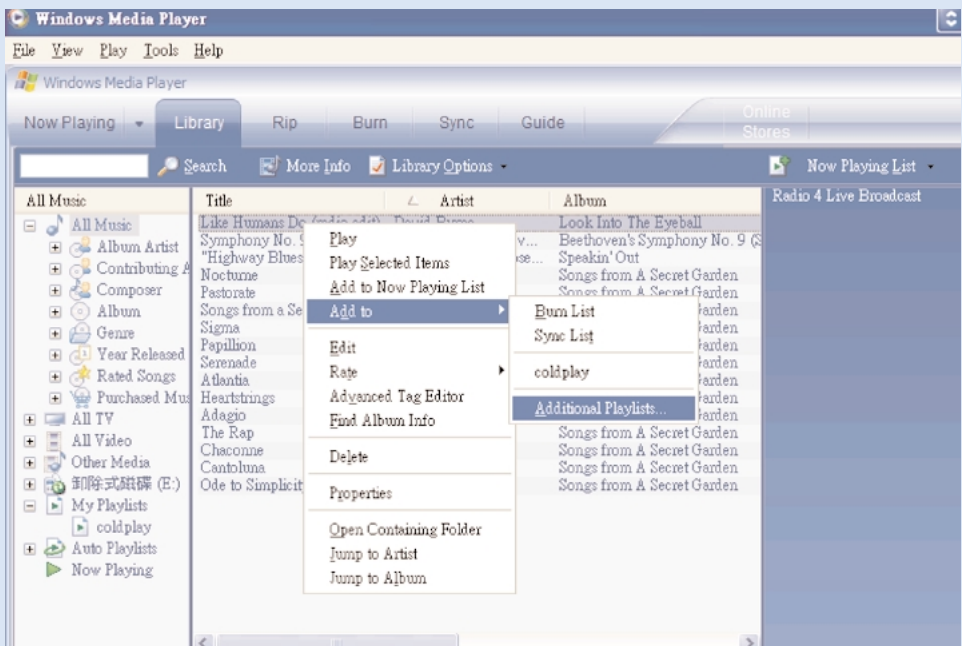 Windows Media Player
File View Play Tools Help
Windows Media Player
Now Playing Library Rip Burn Sync Guide Online Stores
Search More Info Library Options Now Playing List
All Music
All Music
Album Artist
Contributing A
Composer
Album
Genre
Year Released
Rated Songs
Purchased Mus
All TV
All Video
Other Media
卸除式磁碟 (E:)
My Playlists
coldplay
Auto Playlists
Now Playing
Title Artist Album
Like Humans Do (radio edit) David Byrne Look Into The Eyeball
Symphony No. 9 v... Beethoven's Symphony No. 9 (S
"Highway Blues se... Speakin' Out
Nocturne Songs from A Secret Garden
Pastorate Songs from A Secret Garden
Songs from a Se arden
Sigma arden
Papillion arden
Serenade arden
Atlantia arden
Heartstrings arden
Adagio arden
The Rap Songs from A Secret Garden
Chaconne Songs from A Secret Garden
Cantoluna Songs from A Secret Garden
Ode to Simplicit Songs from A Secret Garden
Play
Play Selected Items
Add to Now Playing List
Add to
Edit
Rate
Advanced Tag Editor
Find Album Info
Delete
Properties
Open Containing Folder
Jump to Artist
Jump to Album
Burn List
Sync List
coldplay
Additional Playlists...
Radio 4 Live Broadcast